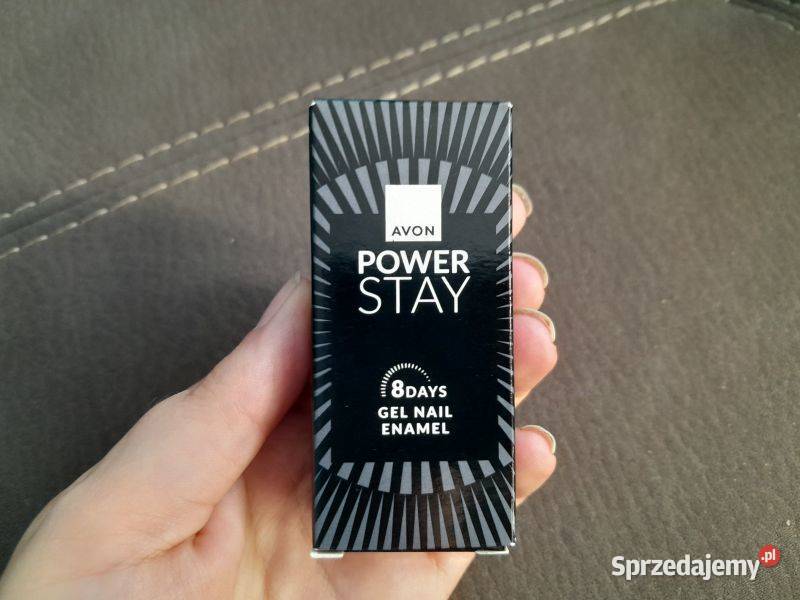 AVON
POWER
STAY
8DAYS
GEL NAIL
ENAMEL
Sprzedajemy.pl